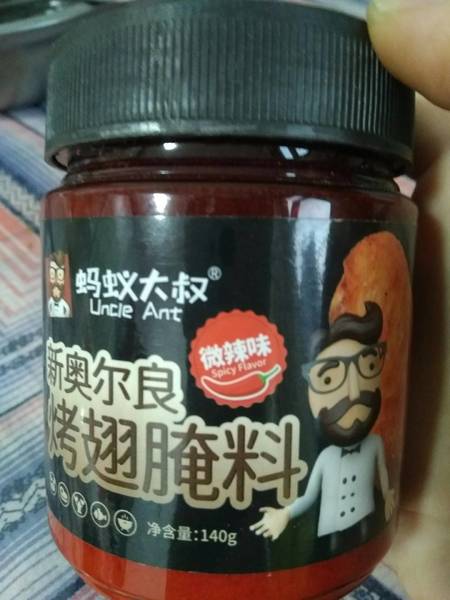 蚂蚁大叔®
Uncle Ant
微辣味
Spicy Flavor
新奥尔良
烤翅腌料
净含量:140g